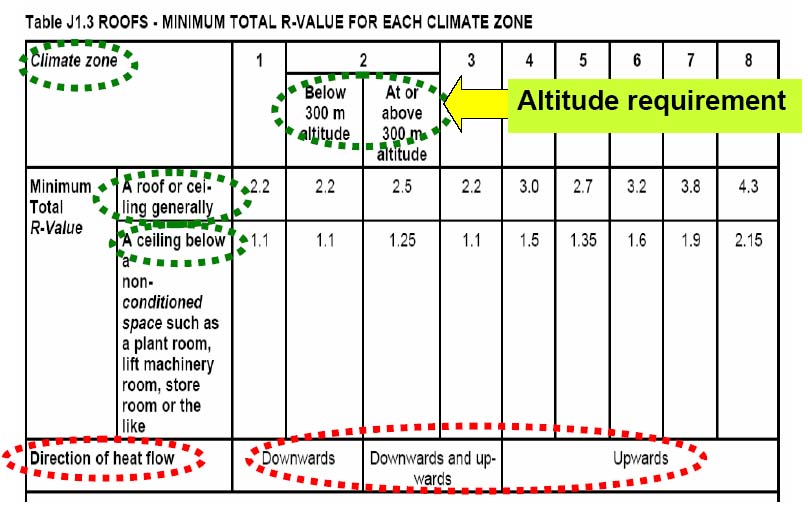 Table J1.3 ROOFS - MINIMUM TOTAL R-VALUE FOR EACH CLIMATE ZONE
Climate zone 1 2 3 4 5 6 7 8
Below
300 m
altitude
At or
above
300 m
altitude
Altitude requirement
Minimum
Total
R-Value
A roof or cei-
ling generally
2.2 2.2 2.5 2.2 3.0 2.7 3.2 3.8 4.3
A ceiling below
a
non-
conditioned
space such as
a plant room,
lift machinery
room, store
room or the
like
1.1 1.1 1.25 1.1 1.5 1.35 1.6 1.9 2.15
Direction of heat flow
Downwards
Downwards and up-
wards
Upwards